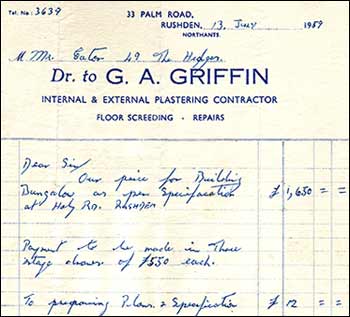 Tel. No: 3639
33 PALM ROAD,
RUSHDEN, 13. July 1959
NORTHANTS.
M Mr. Eator 49 The Hedges.
Dr. to G. A. GRIFFIN
INTERNAL & EXTERNAL PLASTERING CONTRACTOR
FLOOR SCREEDING - REPAIRS
Dear Sir
Our price for Building
Bungalow as per Specification £ 1,650 = =
at Rd. RUSHDEN
Payment to be made in Three
stage draws of £550 each.
To preparing Plans. & Specification £ 12 = =